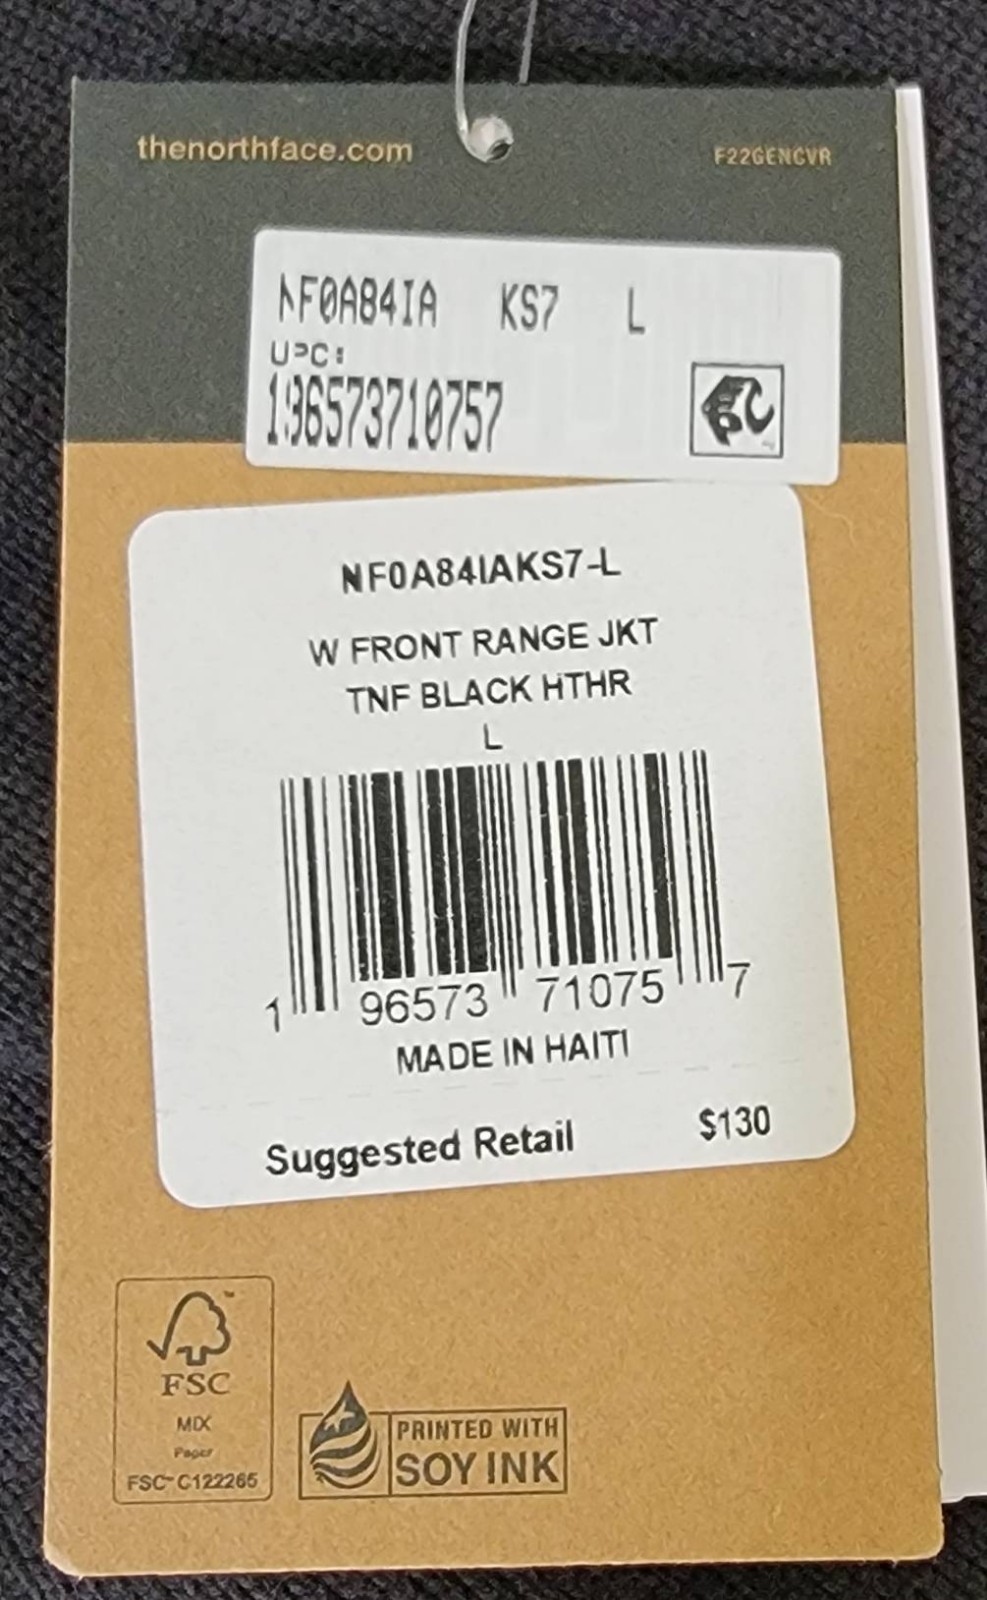 thenorthface.com
F22GENCVR
NF0A84IA KS7 L
UPC:
196573710757
NF0A84IAKS7-L
W FRONT RANGE JKT
TNF BLACK HTHR
L
1 96573 71075 7
MADE IN HAITI
Suggested Retail $130
FSC
MIX
Paper
FSC™ C122265
PRINTED WITH
SOY INK